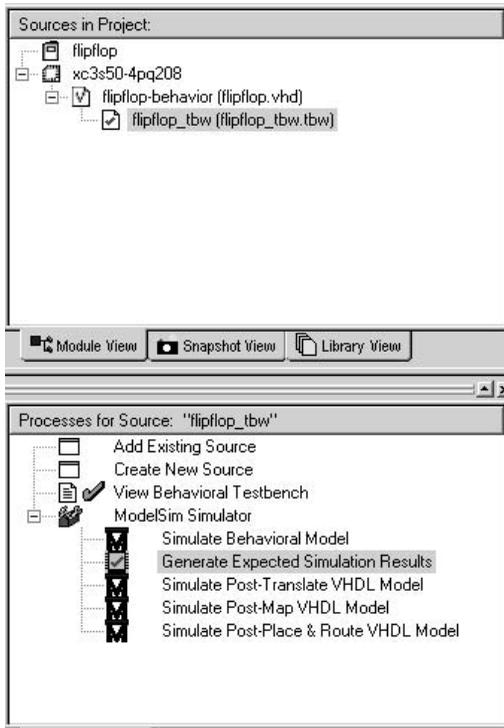 Sources in Project:
flipflop
xc3s50-4pq208
flipflop-behavior (flipflop.vhd)
flipflop_tbw (flipflop_tbw.tbw)
Module View Snapshot View Library View
Processes for Source: "flipflop_tbw"
Add Existing Source
Create New Source
View Behavioral Testbench
ModelSim Simulator
Simulate Behavioral Model
Generate Expected Simulation Results
Simulate Post-Translate VHDL Model
Simulate Post-Map VHDL Model
Simulate Post-Place & Route VHDL Model